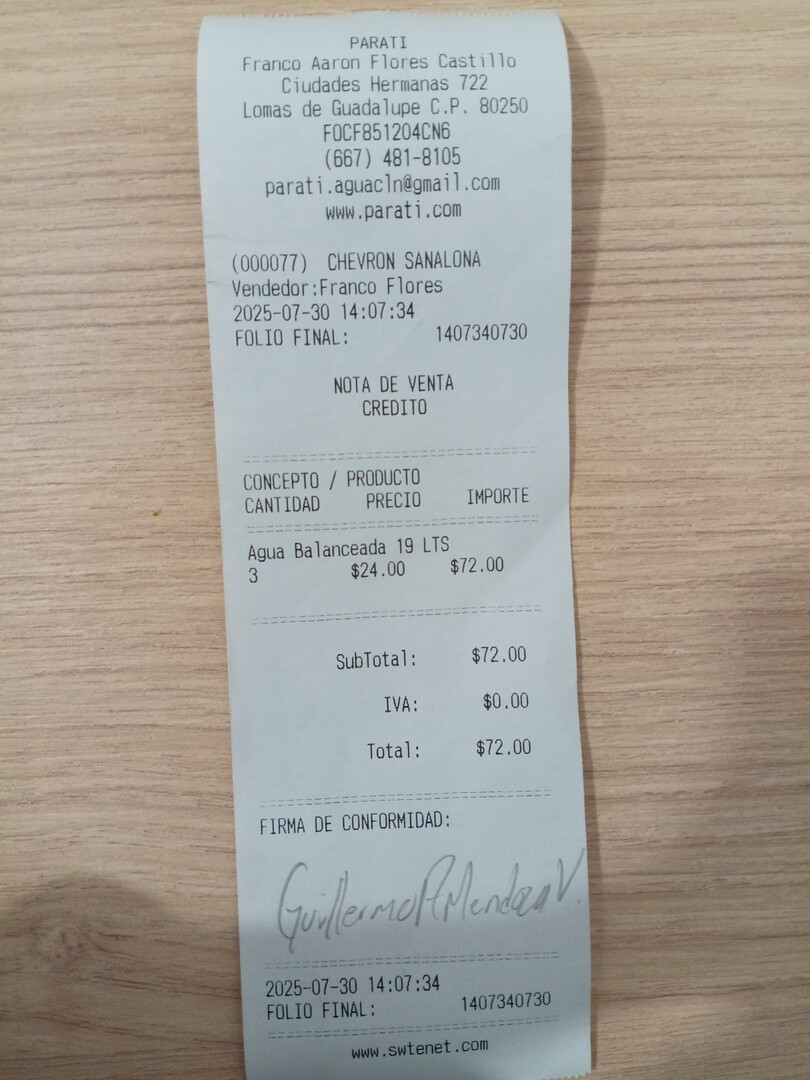 PARATI
Franco Aaron Flores Castillo
Ciudades Hermanas 722
Lomas de Guadalupe C.P. 80250
FOCF851204CN6
(667) 481-8105
parati.aguacln@gmail.com
www.parati.com
(000077) CHEVRON SANALONA
Vendedor:Franco Flores
2025-07-30 14:07:34
FOLIO FINAL: 1407340730
NOTA DE VENTA
CREDITO
CONCEPTO / PRODUCTO
CANTIDAD PRECIO IMPORTE
Agua Balanceada 19 LTS
3 $24.00 $72.00
SubTotal: $72.00
IVA: $0.00
Total: $72.00
FIRMA DE CONFORMIDAD:
Guillermo A Mendoza V.
2025-07-30 14:07:34
FOLIO FINAL: 1407340730
www.swtenet.com